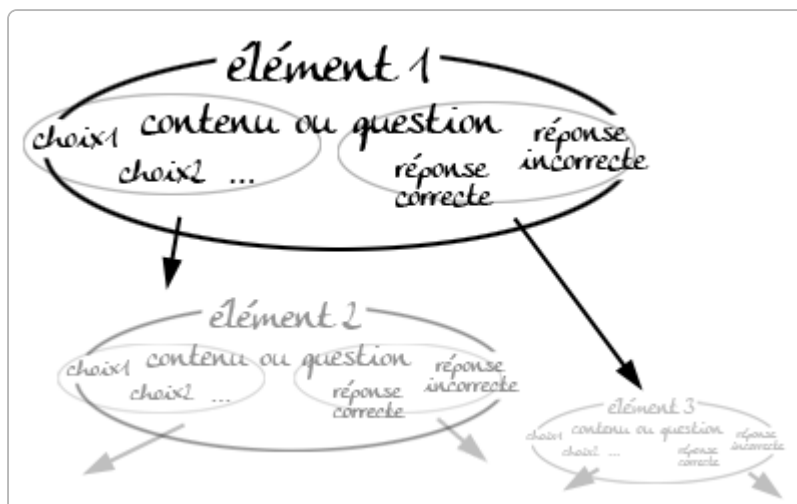 élément 1
contenu ou question
choix1
choix2 ...
réponse
correcte
réponse
incorrecte
élément 2
contenu ou question
choix1
choix2 ...
réponse
correcte
réponse
incorrecte
élément 3
contenu ou question
choix1
choix2 ...
réponse
correcte
réponse
incorrecte